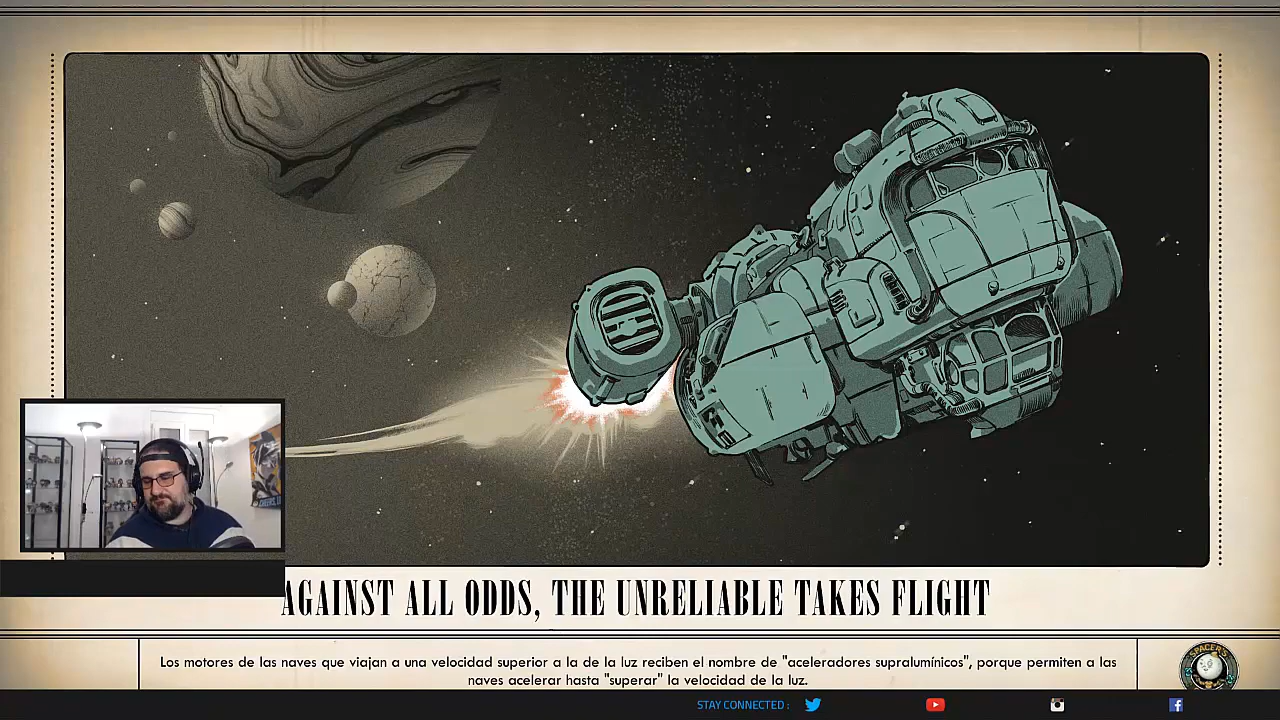 AGAINST ALL ODDS, THE UNRELIABLE TAKES FLIGHT
Los motores de las naves que viajan a una velocidad superior a la de la luz reciben el nombre de "aceleradores supralumínicos", porque permiten a las
naves acelerar hasta "superar" la velocidad de la luz.
SPACER'S
STAY CONNECTED :